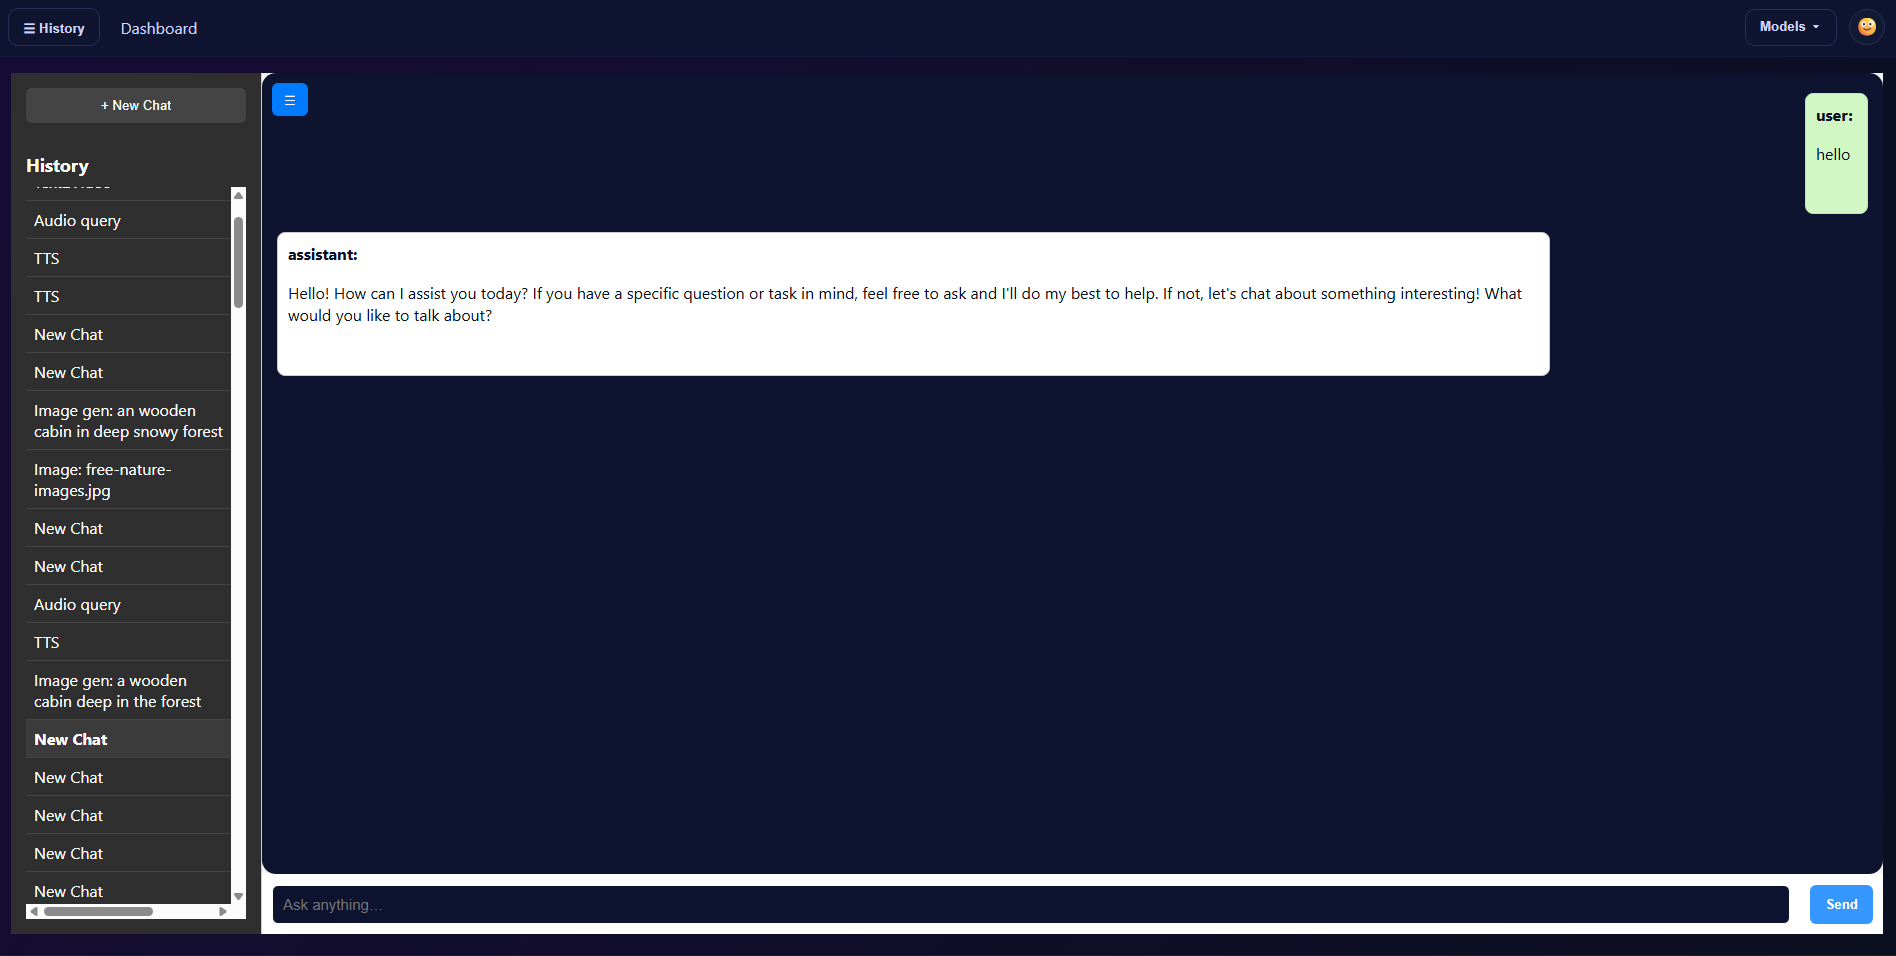 ☰ History
Dashboard
Models
+ New Chat
History
Audio query
TTS
TTS
New Chat
New Chat
Image gen: an wooden
cabin in deep snowy forest
Image: free-nature-
images.jpg
New Chat
New Chat
Audio query
TTS
Image gen: a wooden
cabin deep in the forest
New Chat
New Chat
New Chat
New Chat
New Chat
☰
user:
hello
assistant:
Hello! How can I assist you today? If you have a specific question or task in mind, feel free to ask and I'll do my best to help. If not, let's chat about something interesting! What
would you like to talk about?
Ask anything...
Send